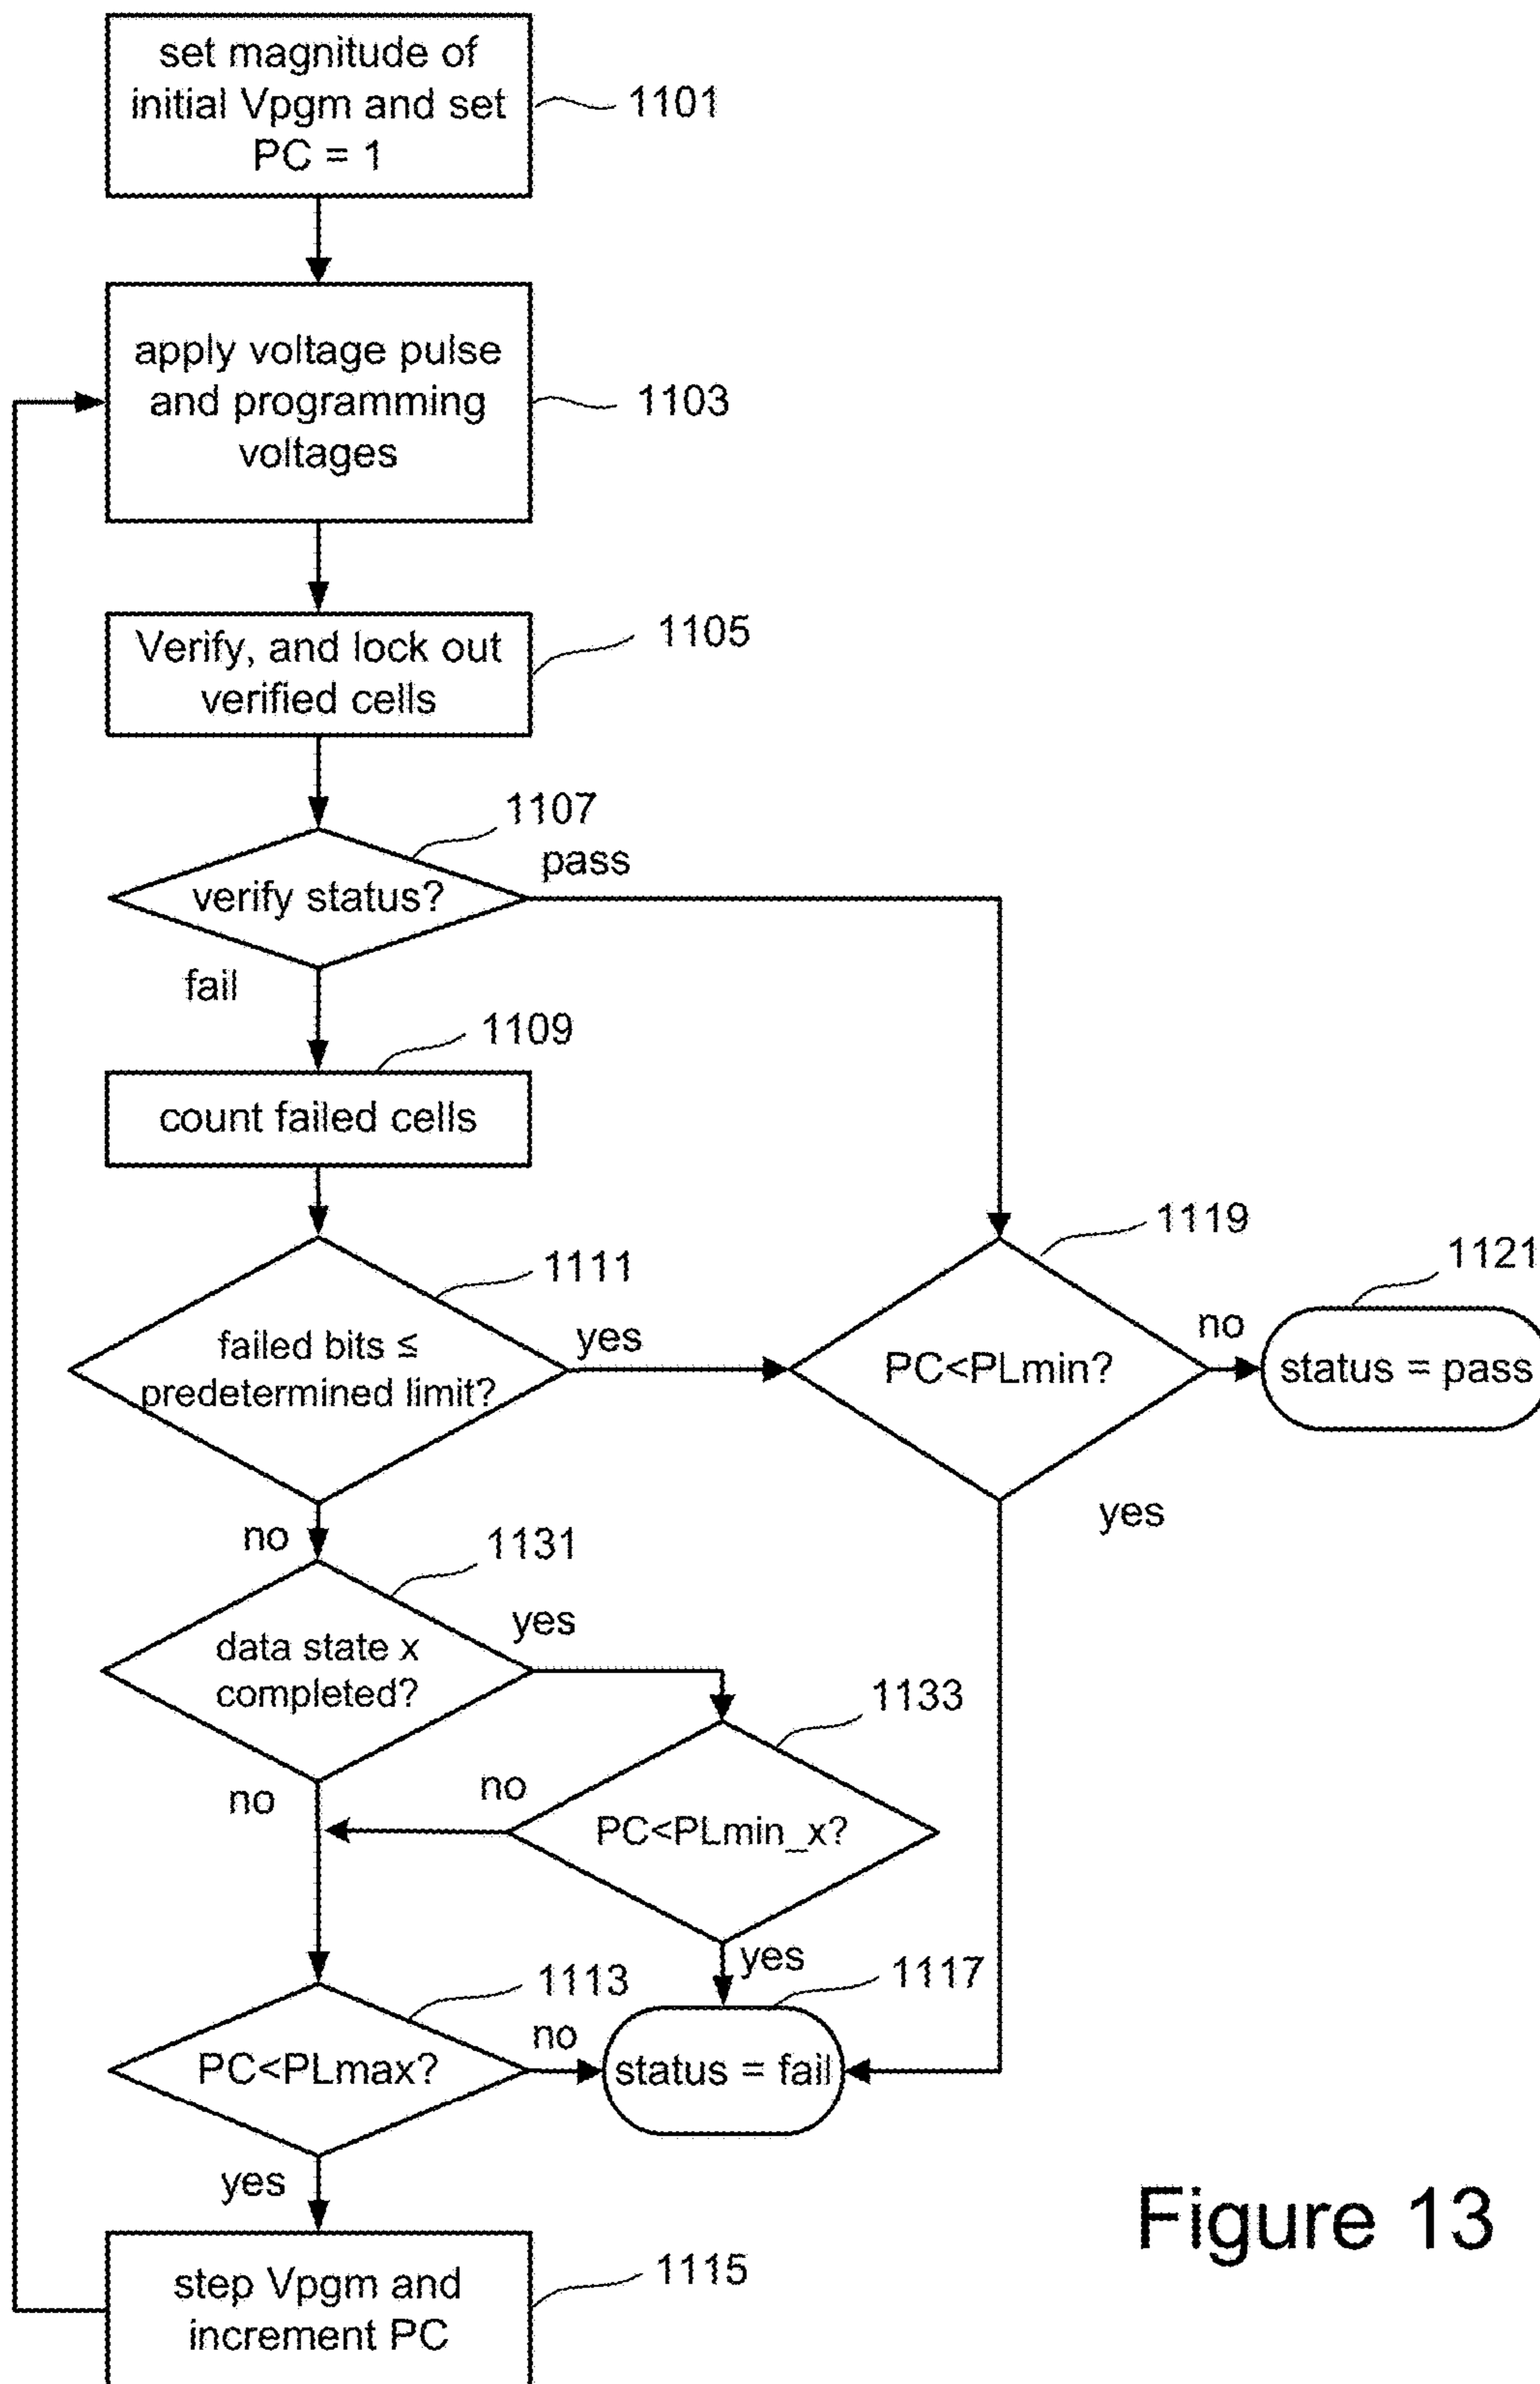 set magnitude of
initial Vpgm and set
PC = 1
1101
apply voltage pulse
and programming
voltages
1103
Verify, and lock out
verified cells
1105
1107
verify status?
pass
fail
1109
count failed cells
1111
failed bits ≤
predetermined limit?
yes
1119
PC<PLmin?
no
1121
status = pass
yes
no
1131
data state x
completed?
yes
1133
PC<PLmin_x?
no
no
yes
1113
PC<PLmax?
no
1117
status = fail
yes
step Vpgm and
increment PC
1115
Figure 13